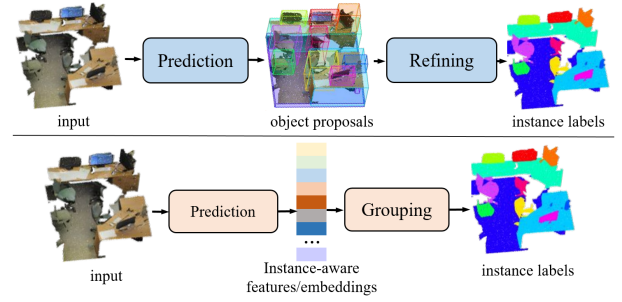 Prediction
Refining
input
object proposals
instance labels
Prediction
Grouping
...
input
Instance-aware
features/embeddings
instance labels